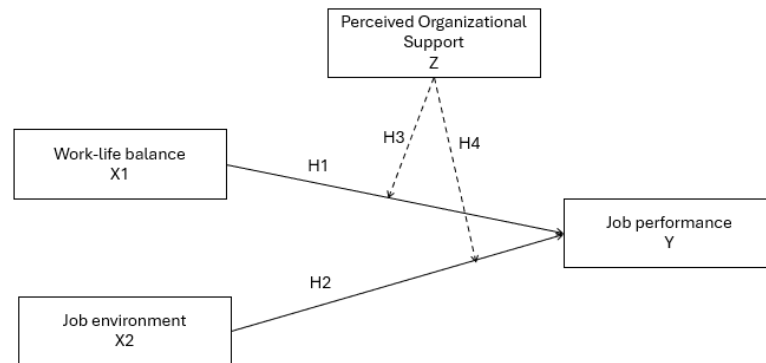 Perceived Organizational
Support
Z
H3
H4
Work-life balance
X1
H1
Job performance
Y
H2
Job environment
X2